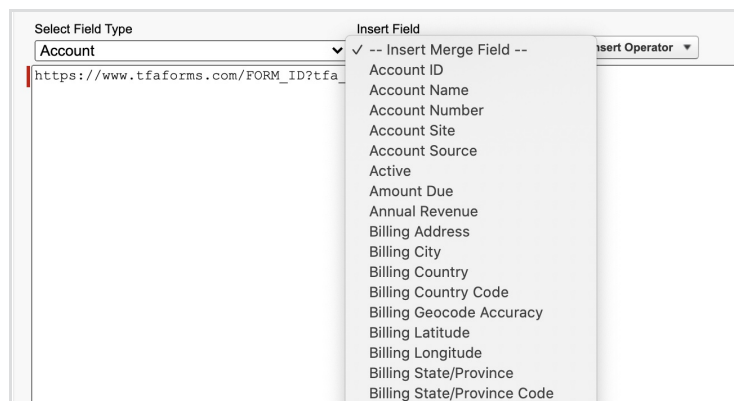 Select Field Type
Insert Field
Account
✓ -- Insert Merge Field --
nsert Operator ▼
https://www.tfaforms.com/FORM_ID?tfa_
Account ID
Account Name
Account Number
Account Site
Account Source
Active
Amount Due
Annual Revenue
Billing Address
Billing City
Billing Country
Billing Country Code
Billing Geocode Accuracy
Billing Latitude
Billing Longitude
Billing State/Province
Billing State/Province Code